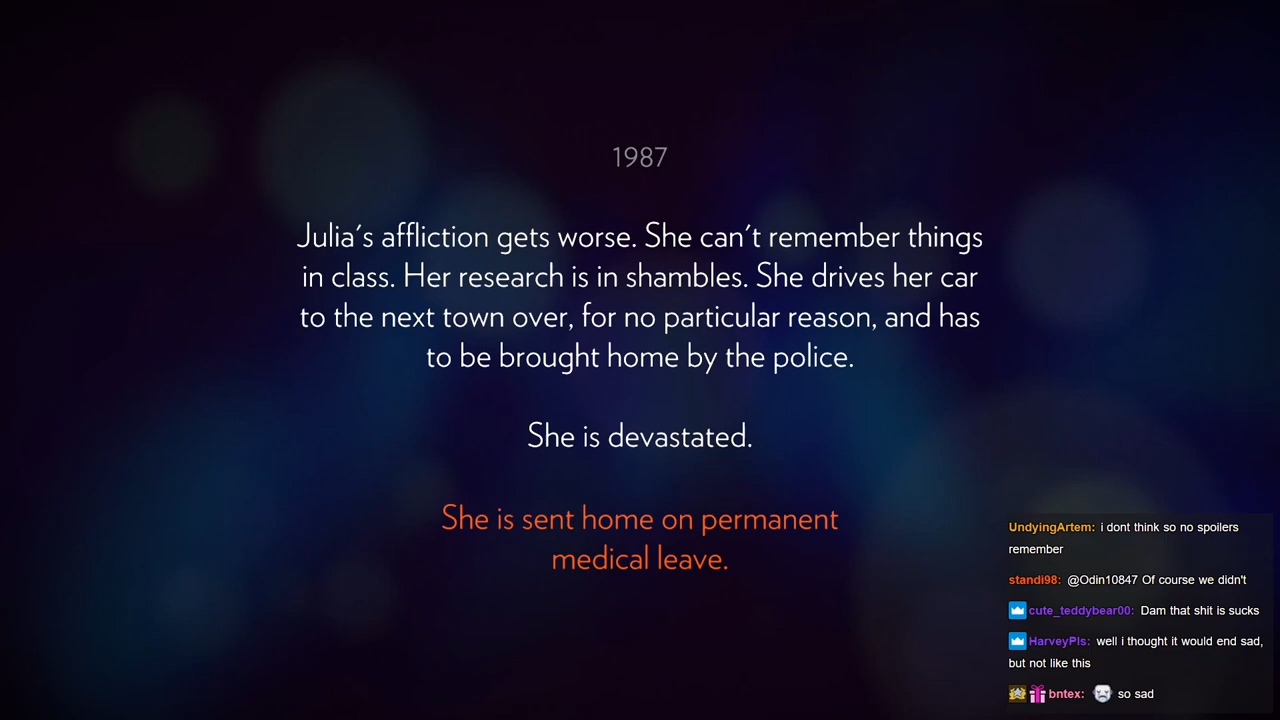 1987
Julia's affliction gets worse. She can't remember things
in class. Her research is in shambles. She drives her car
to the next town over, for no particular reason, and has
to be brought home by the police.
She is devastated.
She is sent home on permanent
medical leave.
UndyingArtem: i dont think so no spoilers
remember
standi98: @Odin10847 Of course we didn't
cute_teddybear00: Dam that shit is sucks
HarveyPls: well i thought it would end sad,
but not like this
bntex: so sad